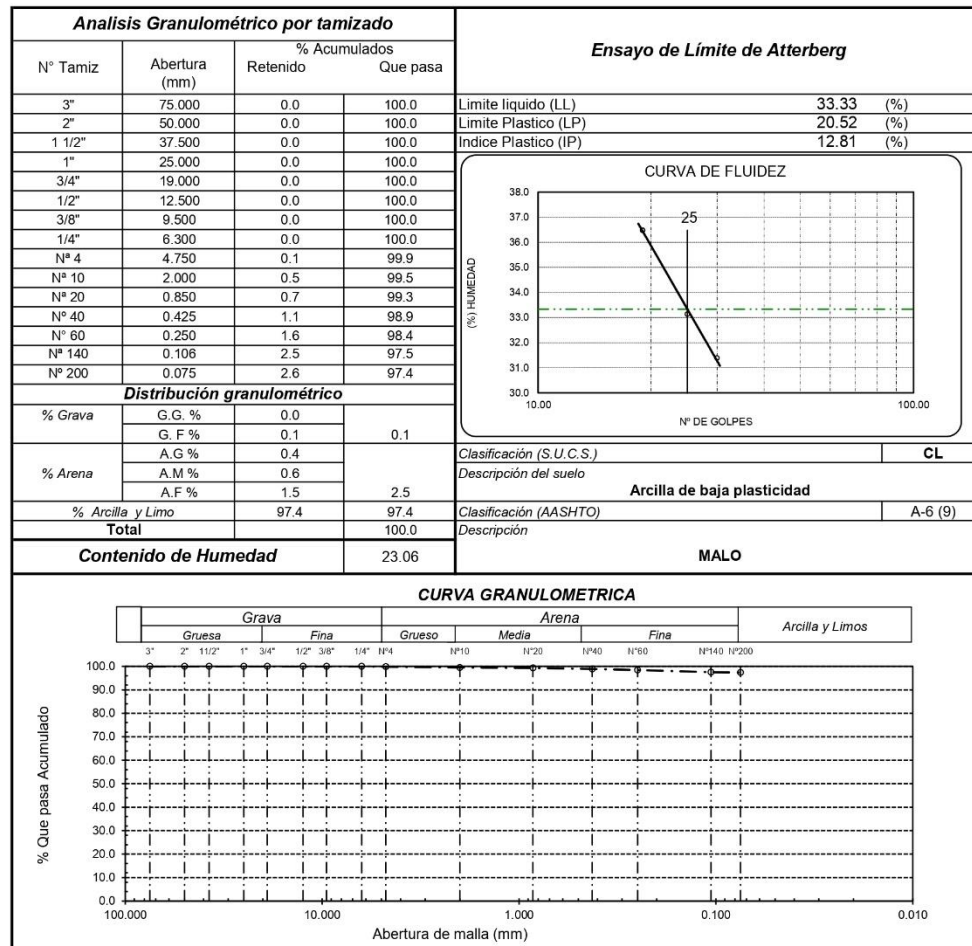 Analisis Granulométrico por tamizado
N° Tamiz Abertura (mm) % Acumulados
Retenido Que pasa
3" 75.000 0.0 100.0
2" 50.000 0.0 100.0
1 1/2" 37.500 0.0 100.0
1" 25.000 0.0 100.0
3/4" 19.000 0.0 100.0
1/2" 12.500 0.0 100.0
3/8" 9.500 0.0 100.0
1/4" 6.300 0.0 100.0
Nª 4 4.750 0.1 99.9
Nª 10 2.000 0.5 99.5
Nª 20 0.850 0.7 99.3
Nº 40 0.425 1.1 98.9
N° 60 0.250 1.6 98.4
Nª 140 0.106 2.5 97.5
Nº 200 0.075 2.6 97.4
Distribución granulométrico
% Grava G.G. % 0.0
G. F % 0.1 0.1
A.G % 0.4
% Arena A.M % 0.6
A.F % 1.5 2.5
% Arcilla y Limo 97.4 97.4
Total 100.0
Contenido de Humedad 23.06
Ensayo de Límite de Atterberg
Limite liquido (LL) 33.33 (%)
Limite Plastico (LP) 20.52 (%)
Indice Plastico (IP) 12.81 (%)
CURVA DE FLUIDEZ
38.0
37.0
25
36.0
35.0
34.0
33.0
32.0
31.0
30.0
(%) HUMEDAD
10.00 100.00
Nº DE GOLPES
Clasificación (S.U.C.S.) CL
Descripción del suelo
Arcilla de baja plasticidad
Clasificación (AASHTO) A-6 (9)
Descripción
MALO
CURVA GRANULOMETRICA
Grava Arena Arcilla y Limos
Gruesa Fina Grueso Media Fina
3" 2" 11/2" 1" 3/4" 1/2" 3/8" 1/4" Nº4 Nº10 N°20 Nº40 N°60 Nª140 Nº200
100.0
90.0
80.0
70.0
60.0
50.0
40.0
30.0
20.0
10.0
0.0
% Que pasa Acumulado
100.000 10.000 1.000 0.100 0.010
Abertura de malla (mm)